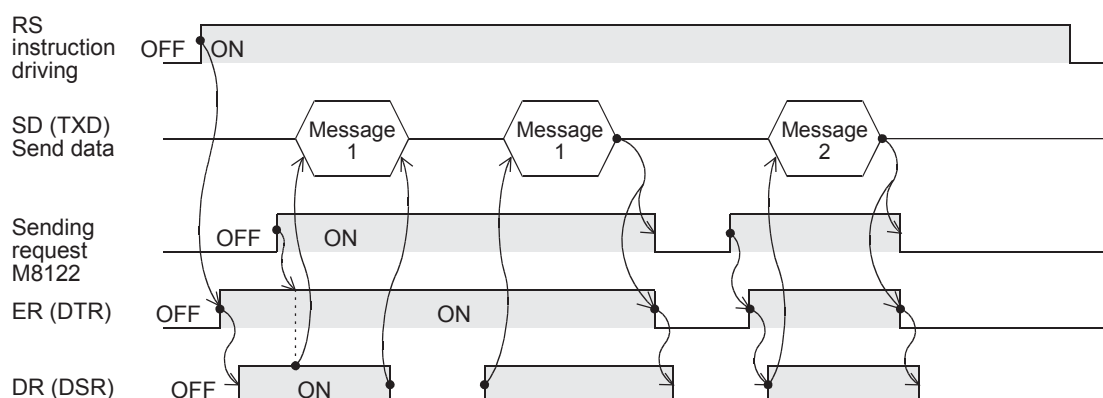 RS
instruction
driving
OFF ON
SD (TXD)
Send data
Message
1
Message
1
Message
2
Sending
request
M8122
OFF ON
ER (DTR)
OFF ON
DR (DSR)
OFF ON